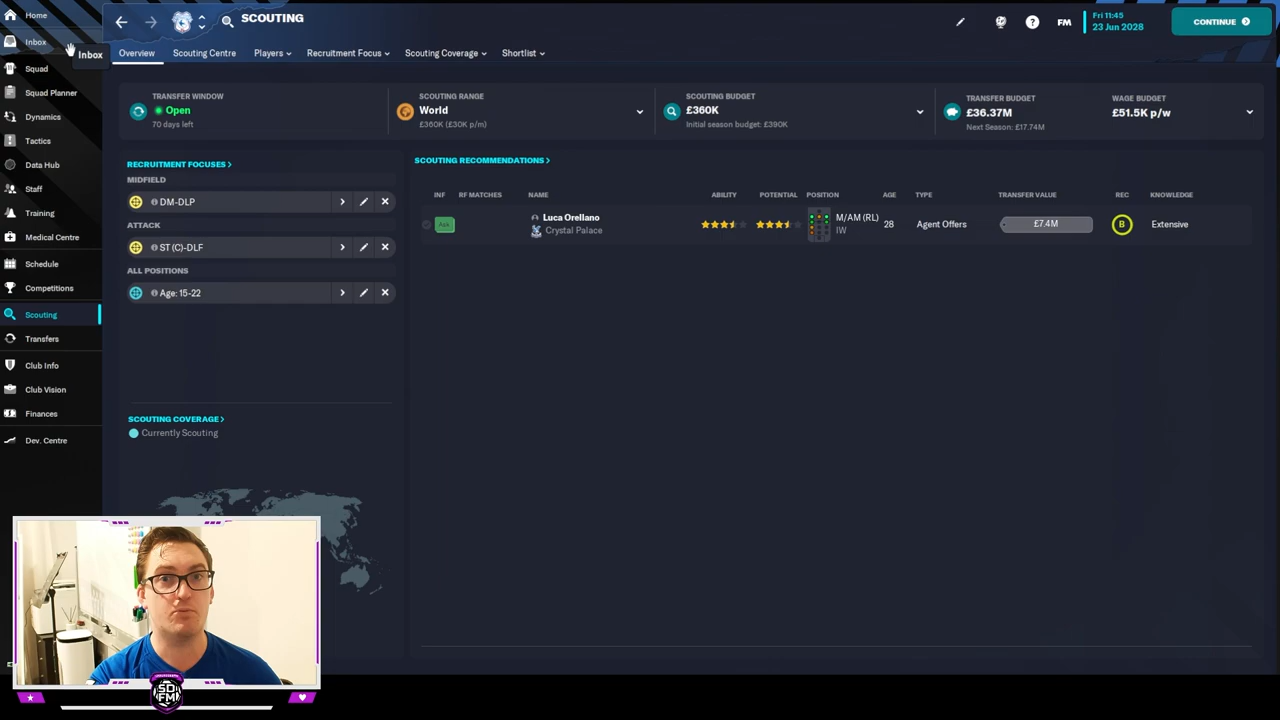 Home
Inbox
Inbox
Squad
Squad Planner
Dynamics
Tactics
Data Hub
Staff
Training
Medical Centre
Schedule
Competitions
Scouting
Transfers
Club Info
Club Vision
Finances
Dev. Centre
SCOUTING
FM
Fri 11:45
23 Jun 2028
CONTINUE
Overview
Scouting Centre
Players
Recruitment Focus
Scouting Coverage
Shortlist
TRANSFER WINDOW
Open
70 days left
SCOUTING RANGE
World
£360K (£30K p/m)
SCOUTING BUDGET
£360K
Initial season budget: £390K
TRANSFER BUDGET
£36.37M
Next Season: £17.74M
WAGE BUDGET
£51.5K p/w
RECRUITMENT FOCUSES
MIDFIELD
DM-DLP
ATTACK
ST (C)-DLF
ALL POSITIONS
Age: 15-22
SCOUTING COVERAGE
Currently Scouting
SCOUTING RECOMMENDATIONS
INF RF MATCHES NAME ABILITY POTENTIAL POSITION AGE TYPE TRANSFER VALUE REC KNOWLEDGE
Luca Orellano
Crystal Palace
M/AM (RL)
IW
28
Agent Offers
£7.4M
B
Extensive
SD
FM